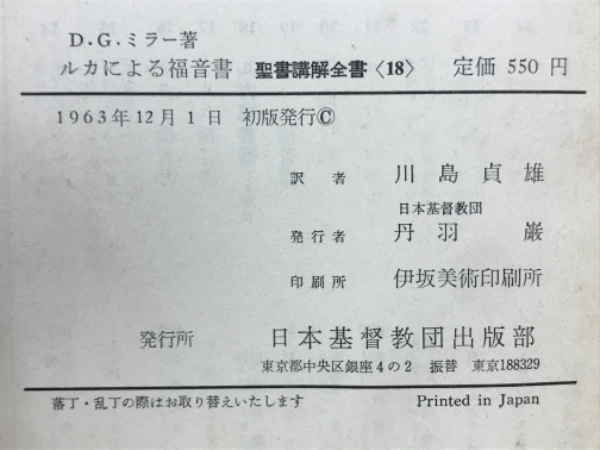 D.G.ミラー著
ルカによる福音書 聖書講解全書〈18〉 定価 550 円
1963年12月1日 初版発行Ⓒ
訳者 川島貞雄
日本基督教団
発行者 丹羽巌
印刷所 伊坂美術印刷所
発行所 日本基督教団出版部
東京都中央区銀座4の2 振替 東京188329
落丁・乱丁の際はお取り替えいたします Printed in Japan